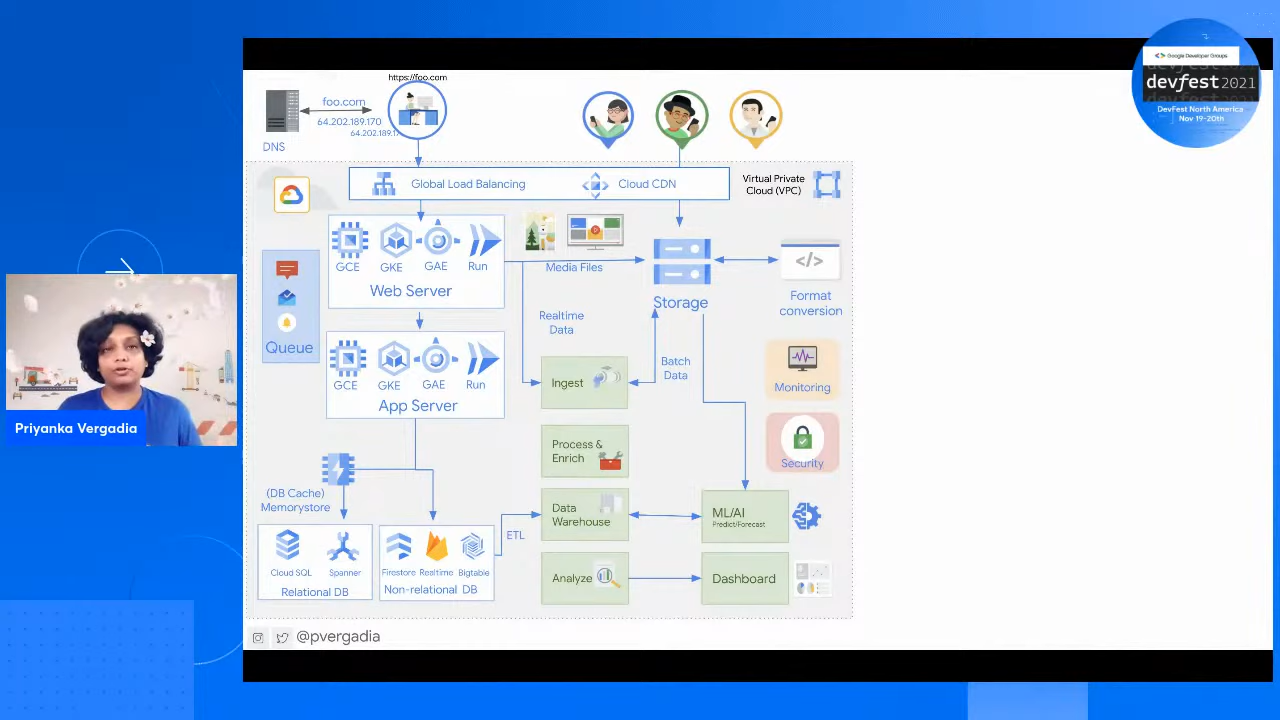 https://foo.com
foo.com
64.202.189.170
DNS
Google Developer Groups
devfest 2021
DevFest North America
Nov 19-20th
Global Load Balancing
Cloud CDN
Virtual Private
Cloud (VPC)
GCE
GKE
GAE
Run
Web Server
Media Files
Storage
Format
conversion
Queue
Realtime
Data
Batch
Data
GCE
GKE
GAE
Run
App Server
Ingest
Monitoring
Priyanka Vergadia
Process &
Enrich
Security
(DB Cache)
Memorystore
ETL
Data
Warehouse
ML/AI
Predict/Forecast
Cloud SQL
Spanner
Relational DB
Firestore
Realtime
Bigtable
Non-relational DB
Analyze
Dashboard
@pvergadia